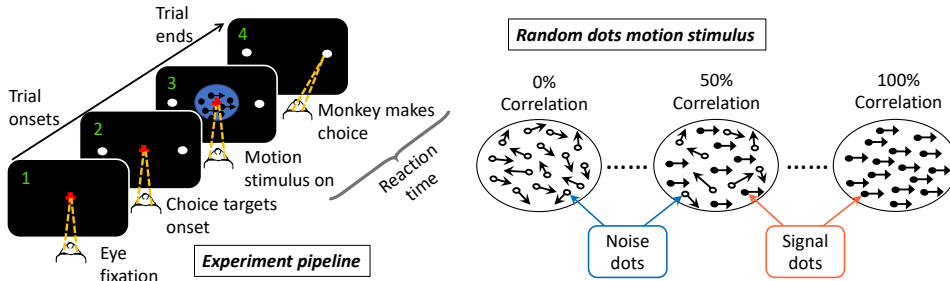 Trial
ends
Trial
onsets
1
2
3
4
Eye
fixation
Choice targets
onset
Motion
stimulus on
Monkey makes
choice
Reaction
time
Experiment pipeline
Random dots motion stimulus
0%
Correlation
50%
Correlation
100%
Correlation
......
......
Noise
dots
Signal
dots